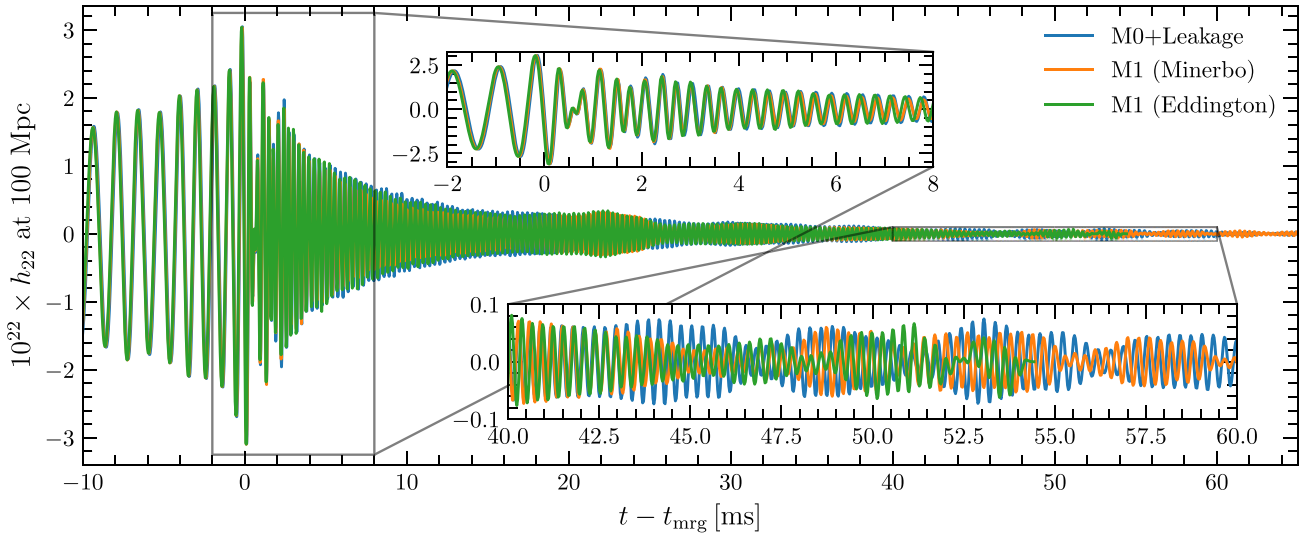 10²² × h₂₂ at 100 Mpc
3
2
1
0
−1
−2
−3
M0+Leakage
M1 (Minerbo)
M1 (Eddington)
2.5
0.0
−2.5
−2 0 2 4 6 8
0.1
0.0
−0.1
40.0 42.5 45.0 47.5 50.0 52.5 55.0 57.5 60.0
−10 0 10 20 30 40 50 60
t − t_mrg [ms]